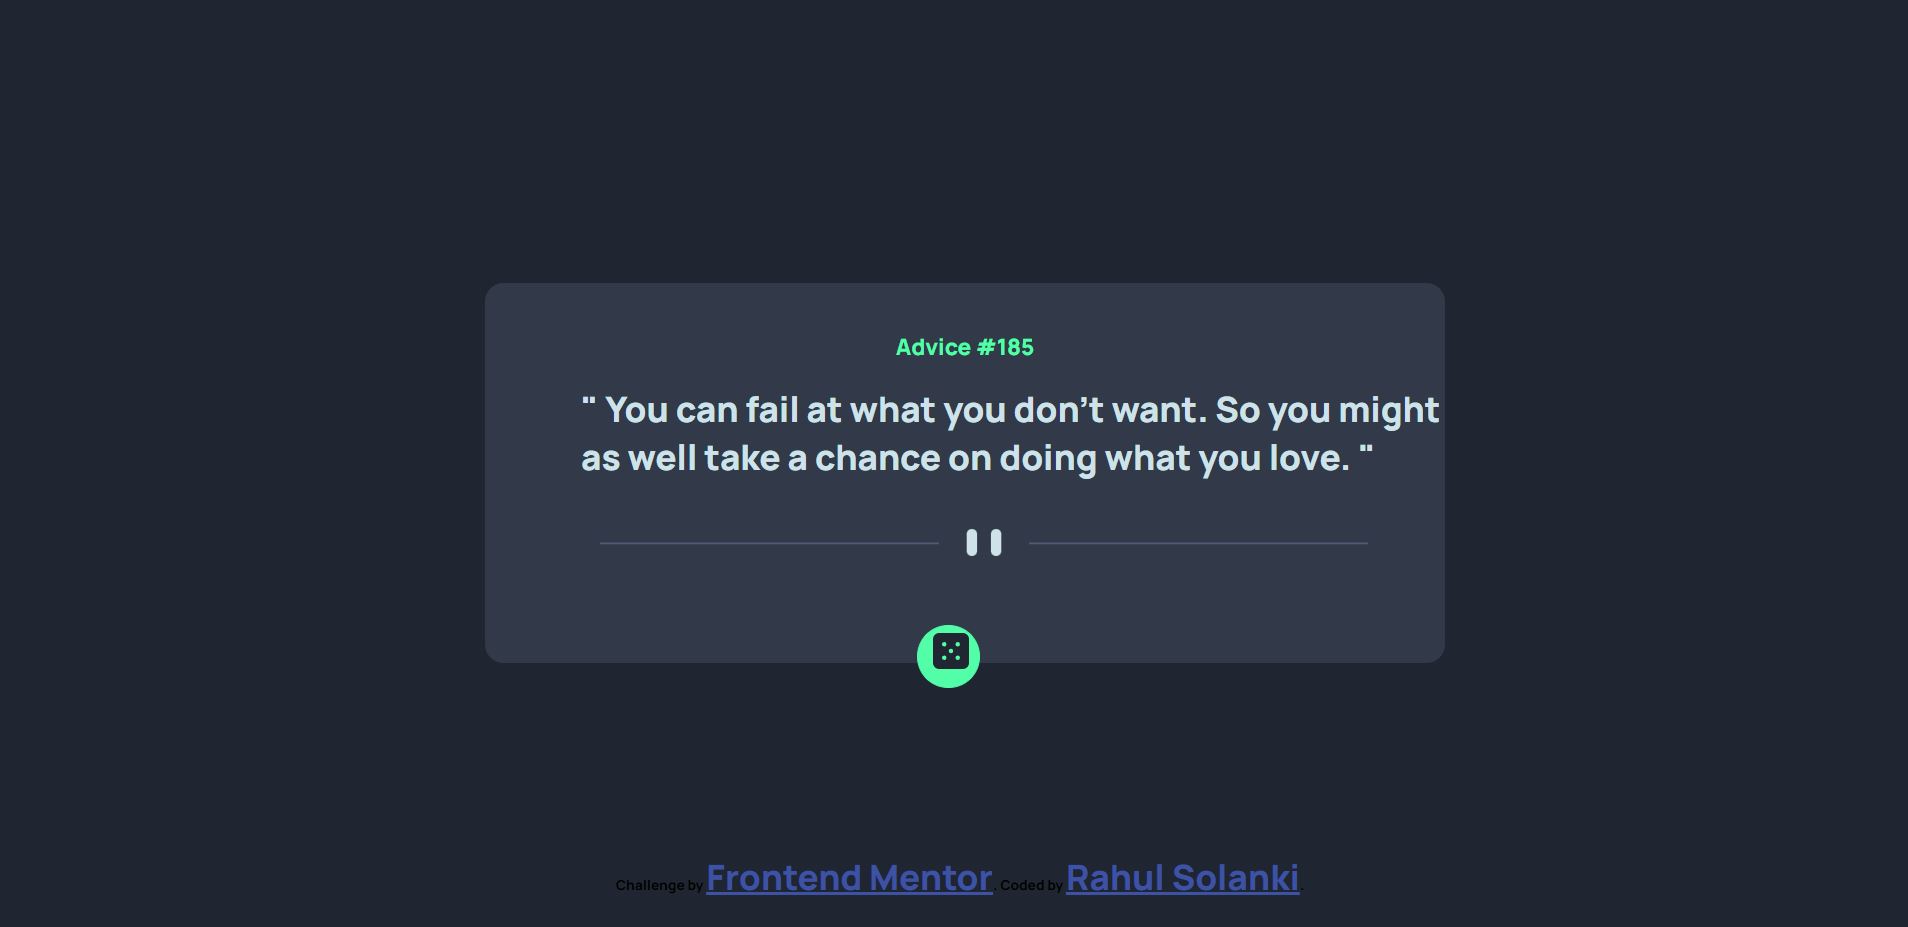 Advice #185
" You can fail at what you don't want. So you might
as well take a chance on doing what you love. "
Challenge by Frontend Mentor. Coded by Rahul Solanki.